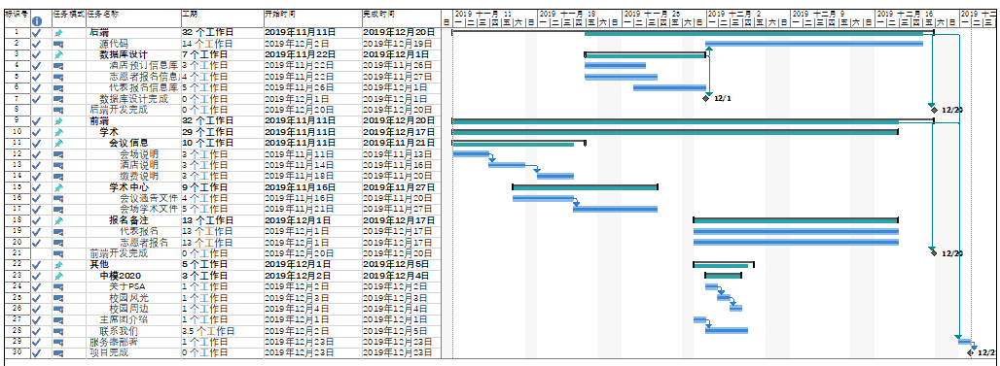 标识号 任务模式 任务名称 工期 开始时间 完成时间 2019 十一月 11 2019 十一月 18 2019 十一月 25 2019 十二月 2 2019 十二月 9 2019 十二月 16 2019 十二
日 一 二 三 四 五 六 日 一 二 三 四 五 六 日 一 二 三 四 五 六 日 一 二 三 四 五 六 日 一 二 三 四 五 六 日 一 二 三 四 五 六 日 一 二
1 后端 32 个工作日 2019年11月11日 2019年12月20日
2 源代码 14 个工作日 2019年12月2日 2019年12月19日
3 数据库设计 7 个工作日 2019年11月22日 2019年12月1日
4 酒店预订信息库 3 个工作日 2019年11月22日 2019年11月26日
5 志愿者报名信息 4 个工作日 2019年11月22日 2019年11月27日
6 代表报名信息库 5 个工作日 2019年11月26日 2019年12月1日
7 数据库设计完成 0 个工作日 2019年12月1日 2019年12月1日 12/1
8 后端开发完成 0 个工作日 2019年12月20日 2019年12月20日 12/20
9 前端 32 个工作日 2019年11月11日 2019年12月20日
10 学术 29 个工作日 2019年11月11日 2019年12月17日
11 会议信息 10 个工作日 2019年11月11日 2019年11月21日
12 会场说明 3 个工作日 2019年11月11日 2019年11月13日
13 酒店说明 3 个工作日 2019年11月14日 2019年11月16日
14 缴费说明 3 个工作日 2019年11月18日 2019年11月20日
15 学术中心 9 个工作日 2019年11月16日 2019年11月27日
16 会议通告文件 4 个工作日 2019年11月16日 2019年11月20日
17 会场学术文件 5 个工作日 2019年11月21日 2019年11月27日
18 报名备注 13 个工作日 2019年12月1日 2019年12月17日
19 代表报名 13 个工作日 2019年12月1日 2019年12月17日
20 志愿者报名 13 个工作日 2019年12月1日 2019年12月17日
21 前端开发完成 0 个工作日 2019年12月20日 2019年12月20日 12/20
22 其他 5 个工作日 2019年12月1日 2019年12月5日
23 中模2020 3 个工作日 2019年12月2日 2019年12月4日
24 关于PSA 1 个工作日 2019年12月2日 2019年12月2日
25 校园风光 1 个工作日 2019年12月3日 2019年12月3日
26 校园周边 1 个工作日 2019年12月4日 2019年12月4日
27 主席团介绍 1 个工作日 2019年12月1日 2019年12月1日
28 联系我们 3.5 个工作日 2019年12月2日 2019年12月5日
29 服务器部署 1 个工作日 2019年12月23日 2019年12月23日
30 项目完成 0 个工作日 2019年12月23日 2019年12月23日 12/2